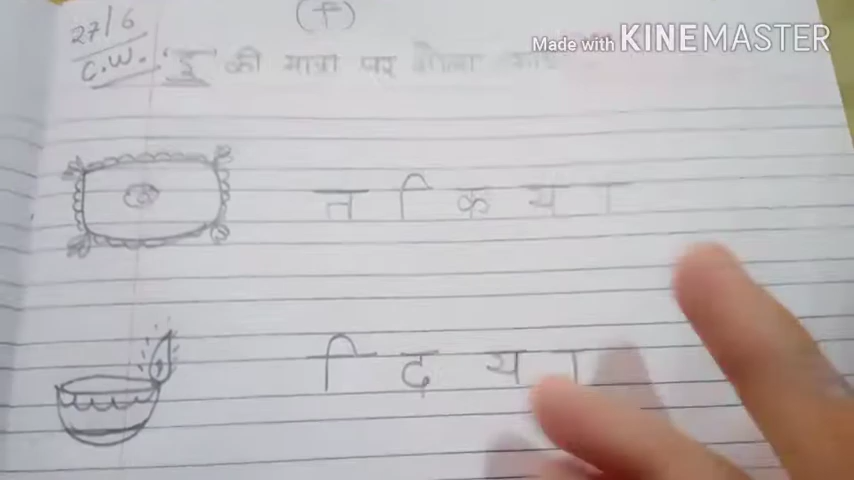 (ि)
27/6
C.W. 'इ' की मात्रा पर गोला
Made with KINEMASTER
त ि क य ा
ि द य ा